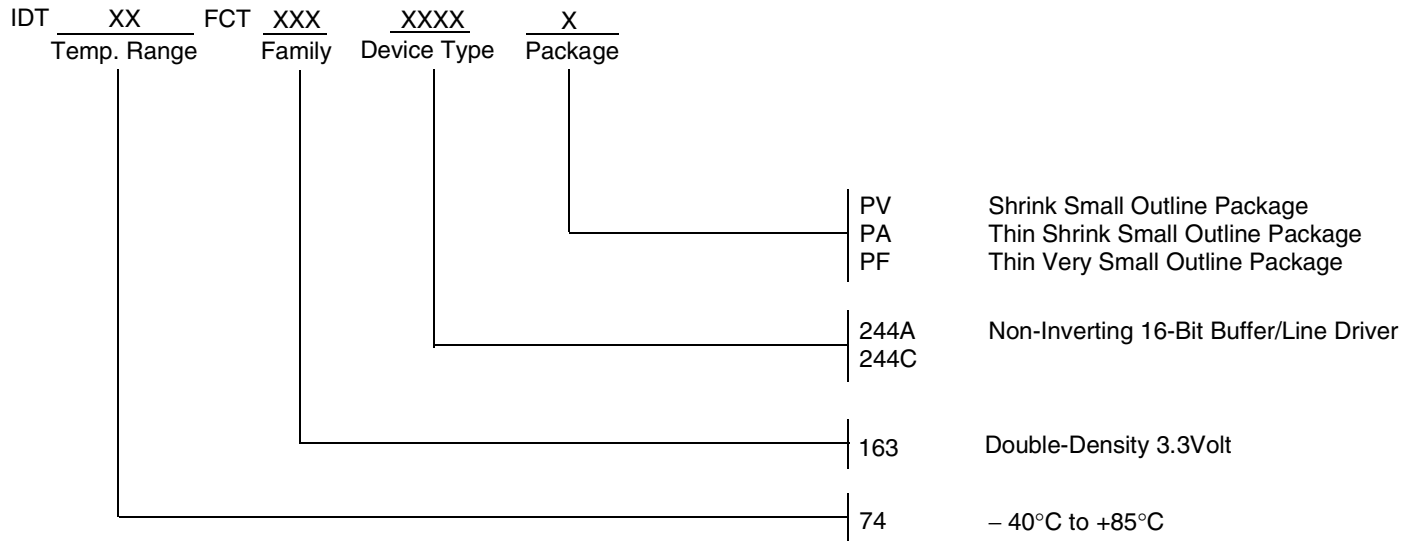 IDT XX FCT XXX XXXX X
Temp. Range Family Device Type Package
PV Shrink Small Outline Package
PA Thin Shrink Small Outline Package
PF Thin Very Small Outline Package
244A Non-Inverting 16-Bit Buffer/Line Driver
244C
163 Double-Density 3.3Volt
74 – 40°C to +85°C